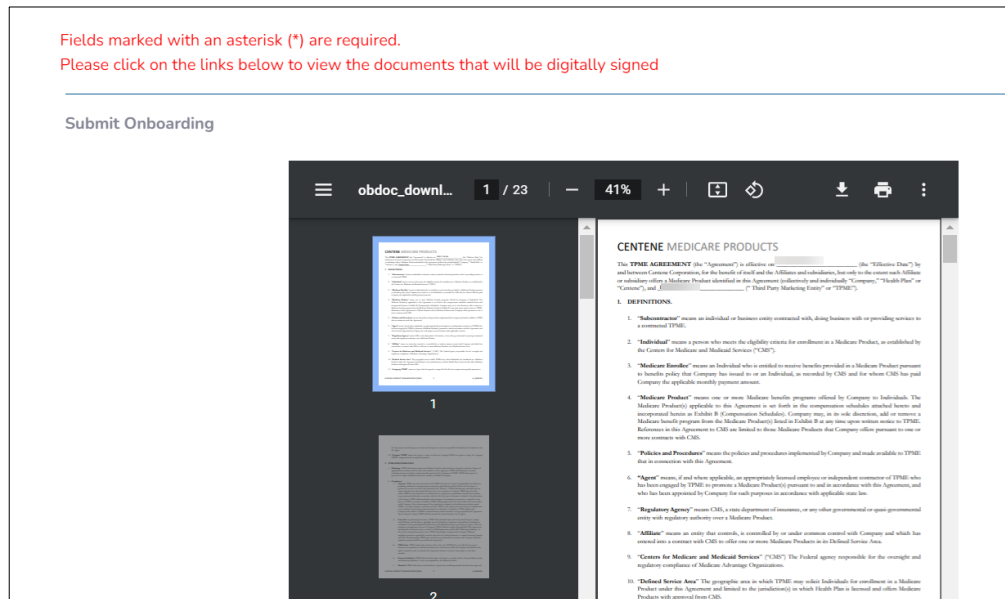 Fields marked with an asterisk (*) are required.
Please click on the links below to view the documents that will be digitally signed
Submit Onboarding
obdoc_downl... 1 / 23 41%
1
2
CENTENE MEDICARE PRODUCTS
This TPME AGREEMENT (the "Agreement") is effective on ____________________ (the "Effective Date") by
and between Centene Corporation, for the benefit of itself and the Affiliates and subsidiaries, but only to the extent such Affiliate
or subsidiary offers a Medicare Product identified in this Agreement (collectively and individually "Company," "Health Plan" or
"Centene"), and ____________________ (" Third Party Marketing Entity" or "TPME").
I. DEFINITIONS.
1. "Subcontractor" means an individual or business entity contracted with, doing business with or providing services to
a contracted TPME.
2. "Individual" means a person who meets the eligibility criteria for enrollment in a Medicare Product, as established by
the Centers for Medicare and Medicaid Services ("CMS").
3. "Medicare Enrollee" means an Individual who is entitled to receive benefits provided in a Medicare Product pursuant
to benefits policy that Company has issued to or an Individual, as recorded by CMS and for whom CMS has paid
Company the applicable monthly payment amount.
4. "Medicare Product" means one or more Medicare benefits programs offered by Company to Individuals. The
Medicare Product(s) applicable to this Agreement is set forth in the compensation schedules attached hereto and
incorporated herein as Exhibit B (Compensation Schedules). Company may, in its sole discretion, add or remove a
Medicare benefit program from the Medicare Product(s) listed in Exhibit B at any time upon written notice to TPME.
References in this Agreement to CMS are limited to those Medicare Products that Company offers pursuant to one or
more contracts with CMS.
5. "Policies and Procedures" means the policies and procedures implemented by Company and made available to TPME
that in connection with this Agreement.
6. "Agent" means, if and where applicable, an appropriately licensed employee or independent contractor of TPME who
has been engaged by TPME to promote a Medicare Product(s) pursuant to and in accordance with this Agreement, and
who has been appointed by Company for such purposes in accordance with applicable state law.
7. "Regulatory Agency" means CMS, a state department of insurance, or any other governmental or quasi-governmental
entity with regulatory authority over a Medicare Product.
8. "Affiliate" means an entity that controls, is controlled by or under common control with Company and which has
entered into a contract with CMS to offer one or more Medicare Products in its Defined Service Area.
9. "Centers for Medicare and Medicaid Services" ("CMS") The Federal agency responsible for the oversight and
regulatory compliance of Medicare Advantage Organizations.
10. "Defined Service Area" The geographic area in which TPME may solicit Individuals for enrollment in a Medicare
Product under this Agreement and limited to the jurisdiction(s) in which Health Plan is licensed and offers Medicare
Products with approval from CMS.